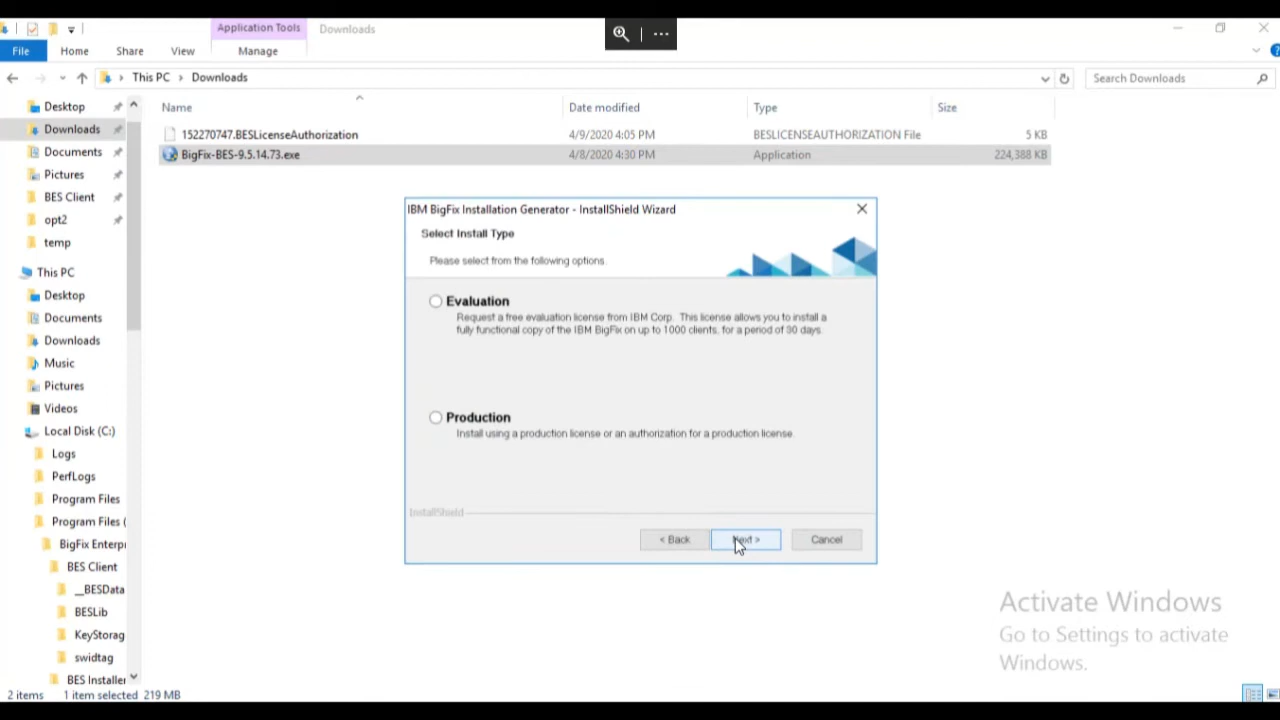 Application Tools
Downloads
File
Home
Share
View
Manage
This PC
Downloads
Search Downloads
Desktop
Downloads
Documents
Pictures
BES Client
opt2
temp
This PC
Desktop
Documents
Downloads
Music
Pictures
Videos
Local Disk (C:)
Logs
PerfLogs
Program Files
Program Files (
BigFix Enterpr
BES Client
__BESData
BESLib
KeyStorag
swidtag
BES Installer
Name
Date modified
Type
Size
152270747.BESLicenseAuthorization
4/9/2020 4:05 PM
BESLICENSEAUTHORIZATION File
5 KB
BigFix-BES-9.5.14.73.exe
4/8/2020 4:30 PM
Application
224,388 KB
IBM BigFix Installation Generator - InstallShield Wizard
Select Install Type
Please select from the following options.
Evaluation
Request a free evaluation license from IBM Corp. This license allows you to install a
fully functional copy of the IBM BigFix on up to 1000 clients, for a period of 30 days.
Production
Install using a production license or an authorization for a production license.
InstallShield
< Back
Next >
Cancel
Activate Windows
Go to Settings to activate
Windows.
2 items
1 item selected 219 MB